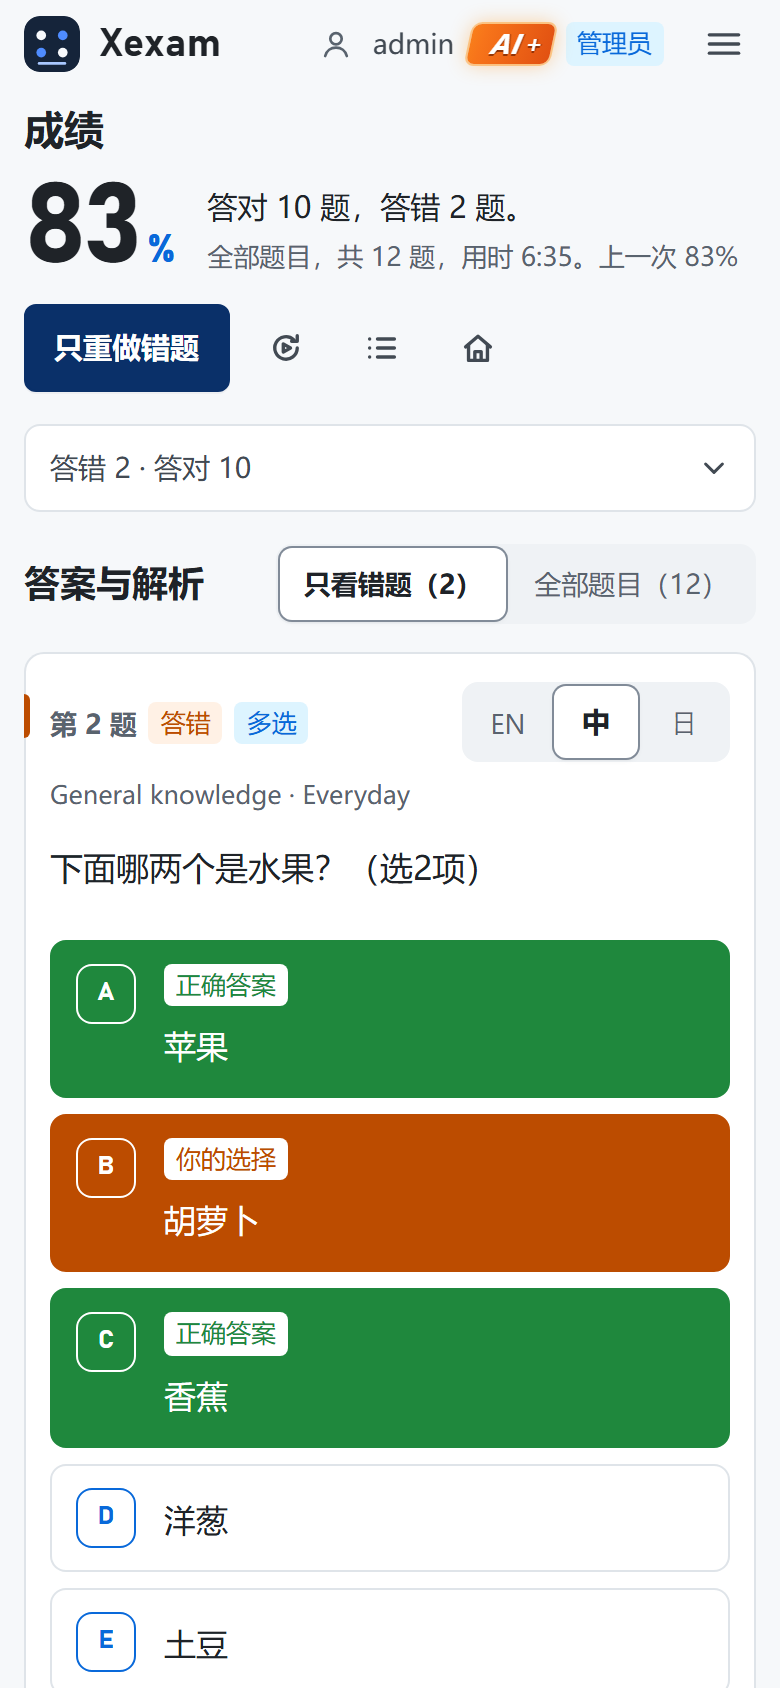 Xexam
admin
AI+
管理员
成绩
83%
答对 10 题，答错 2 题。
全部题目，共 12 题，用时 6:35。上一次 83%
只重做错题
答错 2 · 答对 10
答案与解析
只看错题（2）
全部题目（12）
第 2 题
答错
多选
EN
中
日
General knowledge · Everyday
下面哪两个是水果？（选2项）
A
正确答案
苹果
B
你的选择
胡萝卜
C
正确答案
香蕉
D
洋葱
E
土豆